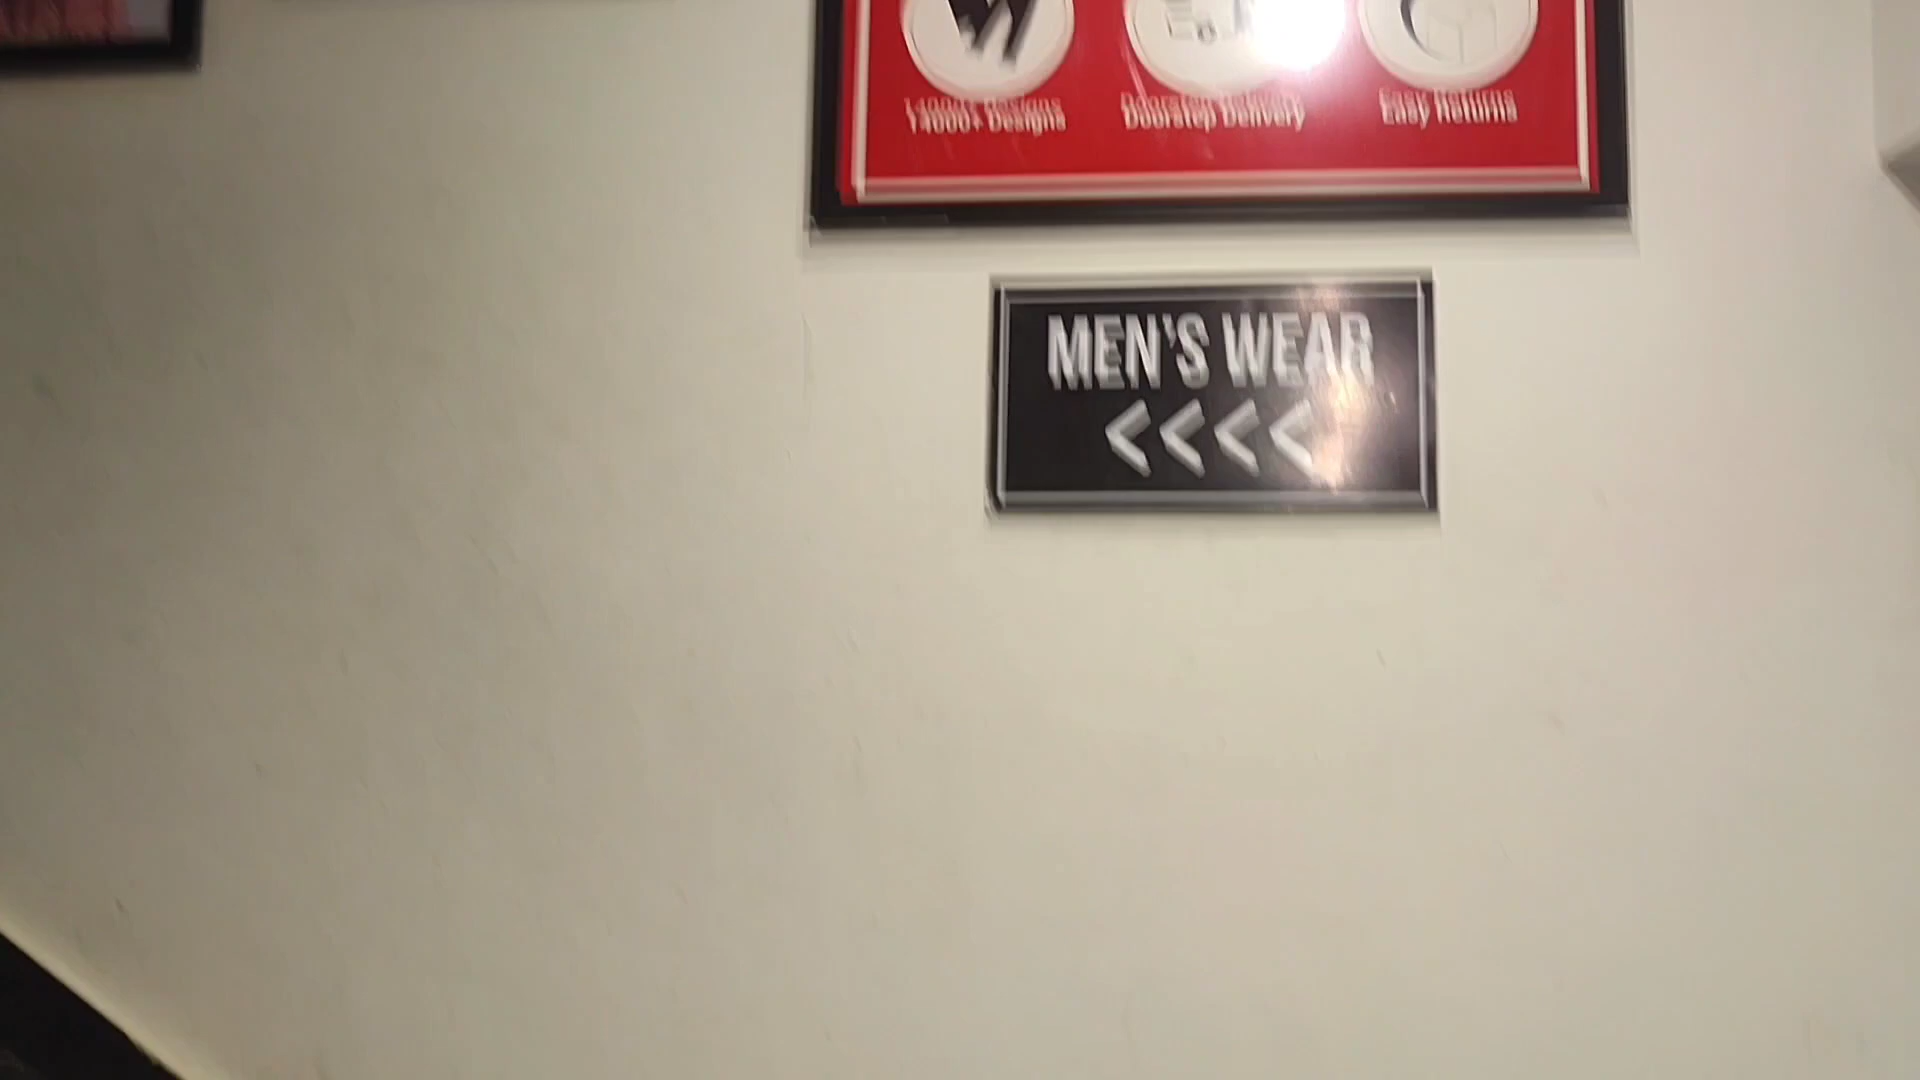 14000+ Designs
Doorstep Delivery
Easy Returns
MEN'S WEAR
<<<<